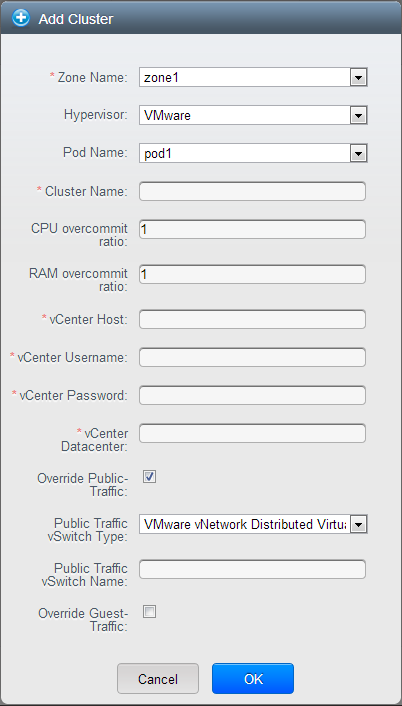 Add Cluster
* Zone Name: zone1
Hypervisor: VMware
Pod Name: pod1
* Cluster Name:
CPU overcommit
ratio: 1
RAM overcommit
ratio: 1
* vCenter Host:
* vCenter Username:
* vCenter Password:
* vCenter
Datacenter:
Override Public-
Traffic:
Public Traffic
vSwitch Type: VMware vNetwork Distributed Virtua
Public Traffic
vSwitch Name:
Override Guest-
Traffic:
Cancel OK